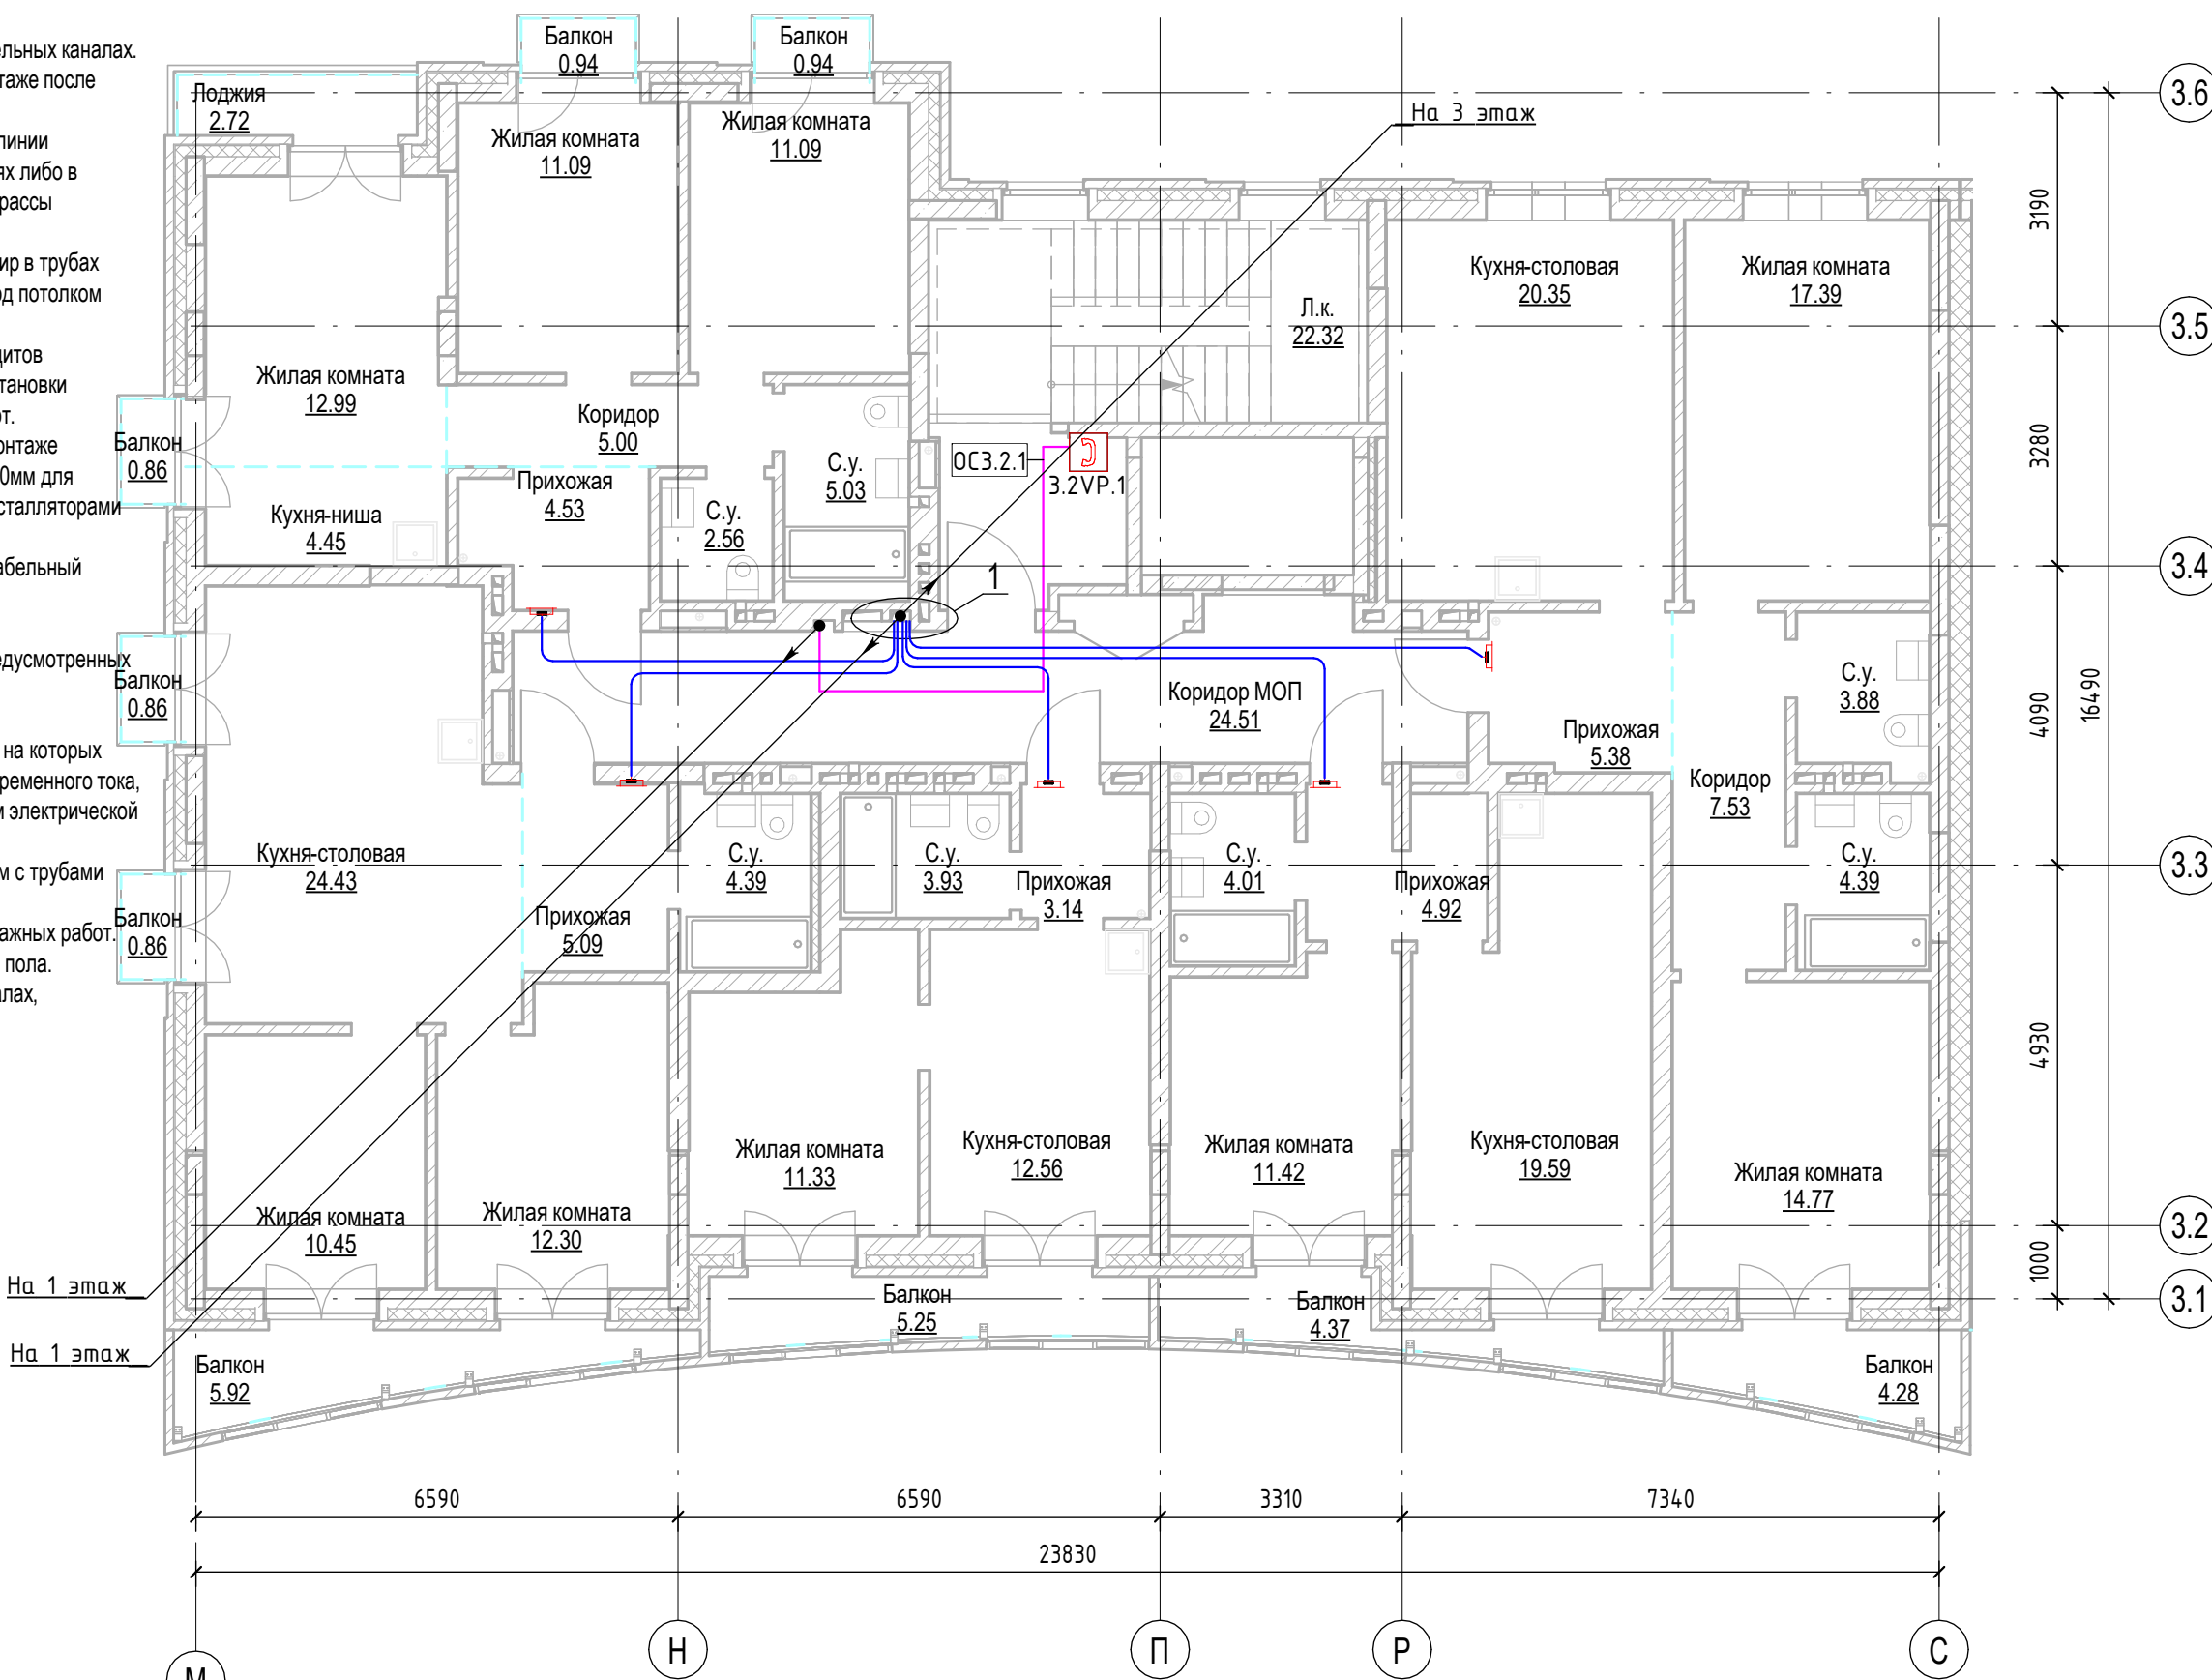 ельных каналах.
таже после
линии
ях либо в
рассы
ир в трубах
од потолком
цитов
тановки
от.
онтаже
0мм для
сталляторами
абельный
едусмотренных
на которых
ременного тока,
м электрической
м с трубами
ажных работ.
пола.
алах,
Балкон
0.94
Балкон
0.94
Лоджия
2.72
Жилая комната
11.09
Жилая комната
11.09
На 3 этаж
3.6
3190
Кухня-столовая
20.35
Жилая комната
17.39
Л.к.
22.32
3.5
Жилая комната
12.99
Коридор
5.00
Балкон
0.86
С.у.
5.03
ОС3.2.1
3.2VP.1
3280
Прихожая
4.53
Кухня-ниша
4.45
С.у.
2.56
1
3.4
Балкон
0.86
Коридор МОП
24.51
С.у.
3.88
4090
16490
Прихожая
5.38
Коридор
7.53
Кухня-столовая
24.43
С.у.
4.39
С.у.
3.93
Прихожая
3.14
С.у.
4.01
Прихожая
4.92
С.у.
4.39
3.3
Балкон
0.86
Прихожая
5.09
4930
Жилая комната
11.33
Кухня-столовая
12.56
Жилая комната
11.42
Кухня-столовая
19.59
Жилая комната
14.77
Жилая комната
10.45
Жилая комната
12.30
3.2
1000
На 1 этаж
Балкон
5.25
Балкон
4.37
3.1
На 1 этаж
Балкон
5.92
Балкон
4.28
6590
6590
3310
7340
23830
М
Н
П
Р
С